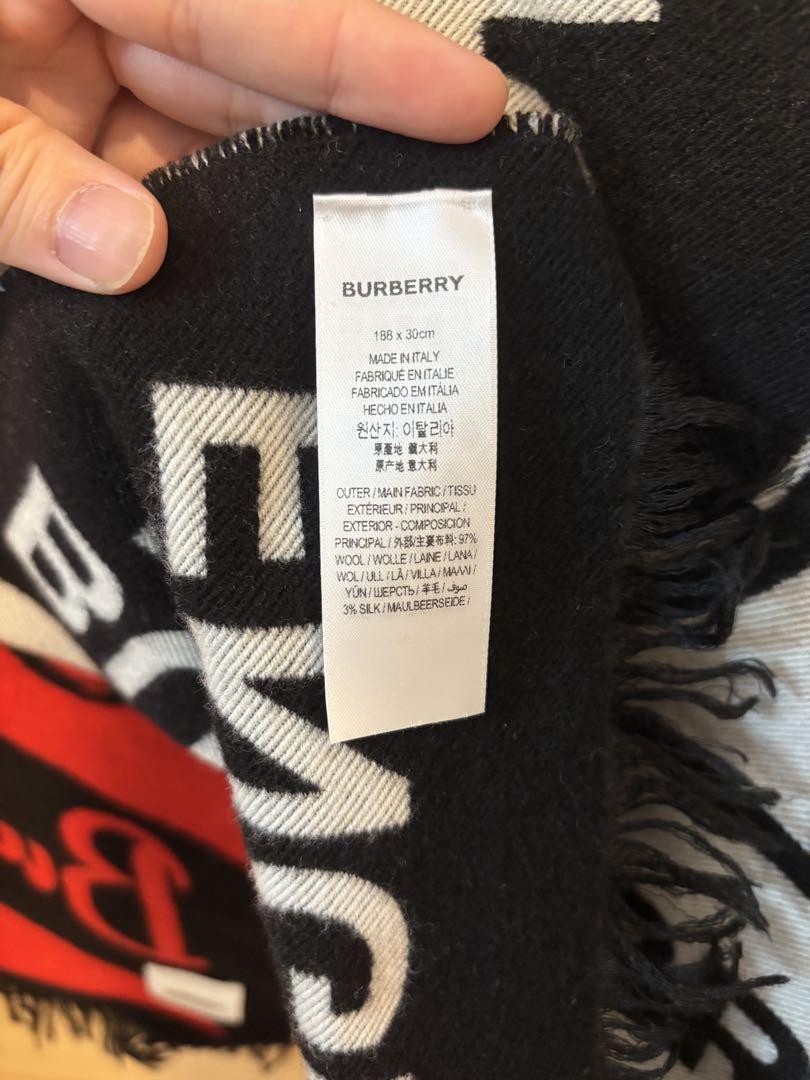 BURBERRY
188 x 30cm
MADE IN ITALY
FABRIQUÉ EN ITALIE
FABRICADO EM ITÁLIA
HECHO EN ITALIA
원산지: 이탈리아
原產地 義大利
原产地 意大利
OUTER / MAIN FABRIC / TISSU
EXTÉRIEUR / PRINCIPAL /
EXTERIOR - COMPOSICION
PRINCIPAL / 外部/主要布料: 97%
WOOL / WOLLE / LAINE / LANA /
WOL / ULL / LÃ / VILLA / ΜΑΛΛΙ /
YÜN / ШЕРСТЬ / 羊毛 / صوف /
3% SILK / MAULBEERSEIDE /